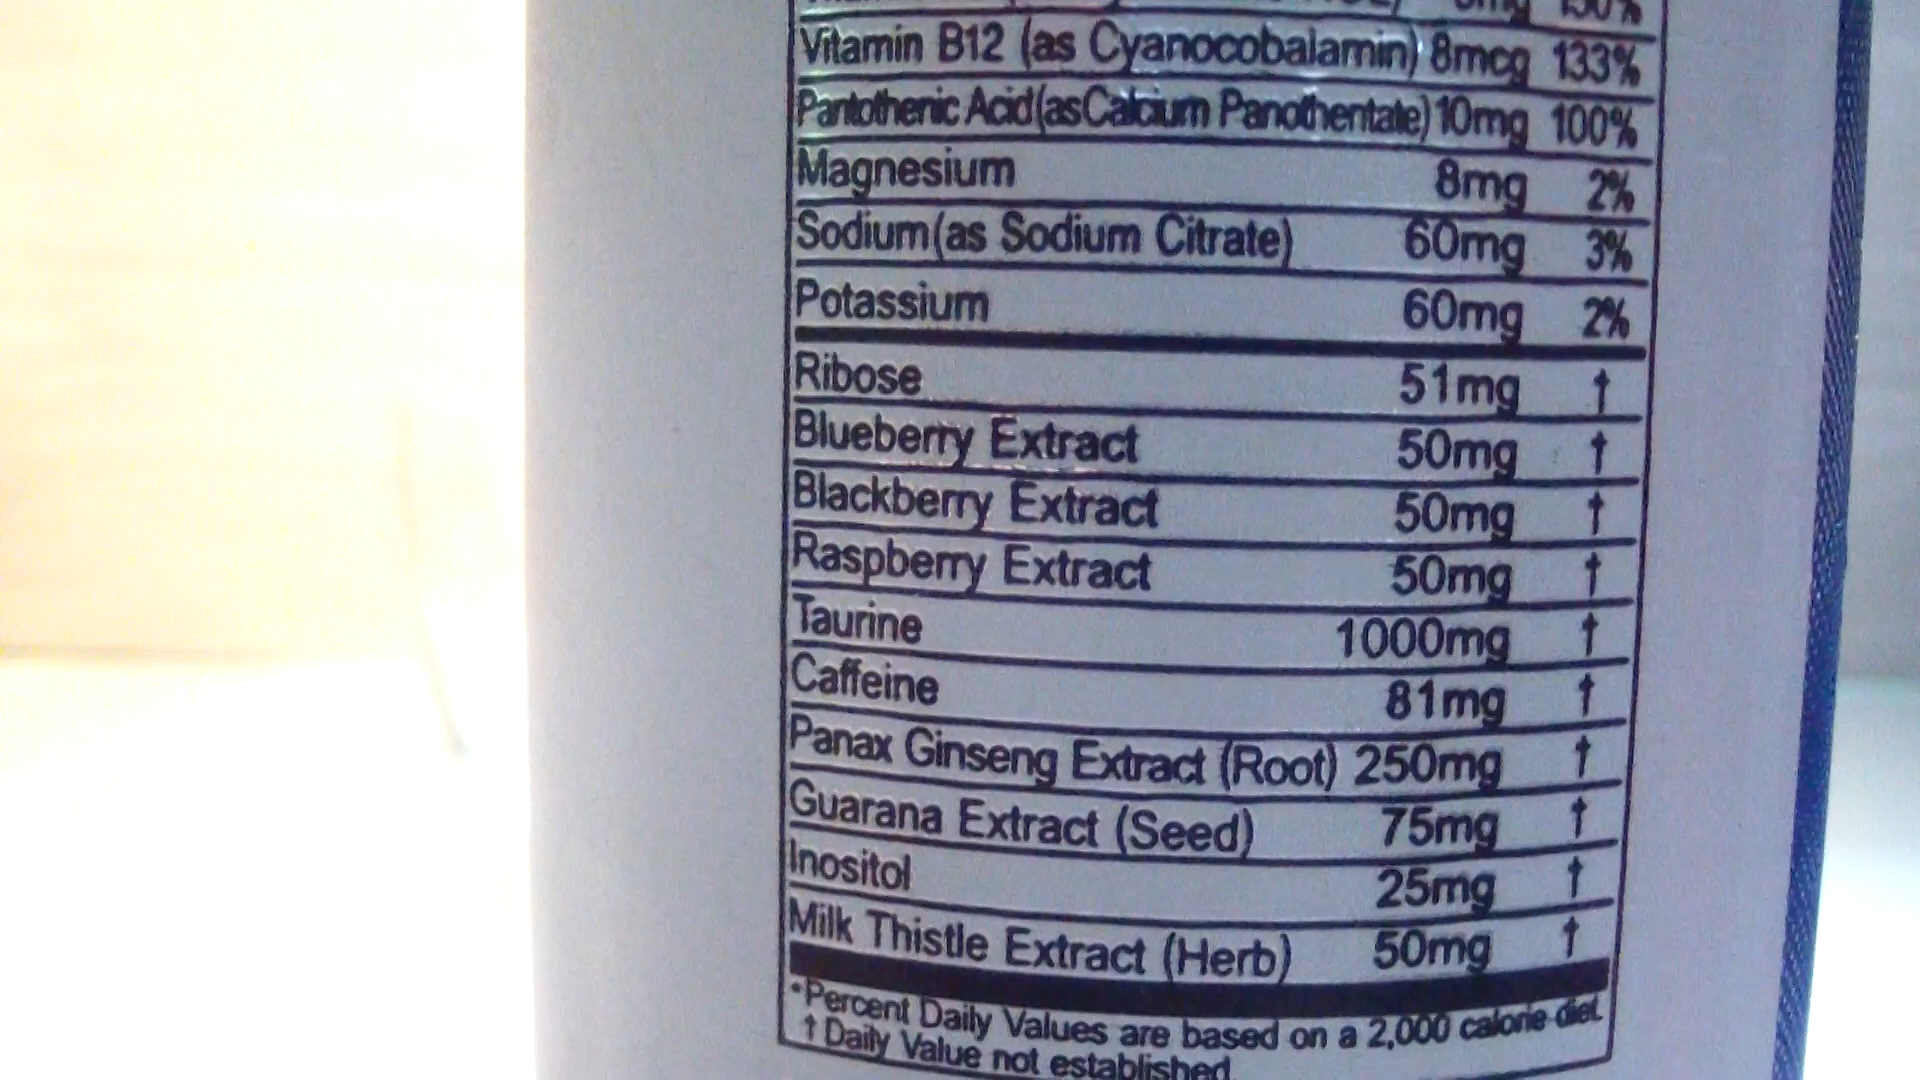 Vitamin B12 (as Cyanocobalamin) 8mcg 133%
Pantothenic Acid (as Calcium Panothentate) 10mg 100%
Magnesium 8mg 2%
Sodium (as Sodium Citrate) 60mg 3%
Potassium 60mg 2%
Ribose 51mg †
Blueberry Extract 50mg †
Blackberry Extract 50mg †
Raspberry Extract 50mg †
Taurine 1000mg †
Caffeine 81mg †
Panax Ginseng Extract (Root) 250mg †
Guarana Extract (Seed) 75mg †
Inositol 25mg †
Milk Thistle Extract (Herb) 50mg †
*Percent Daily Values are based on a 2,000 calorie diet.
† Daily Value not established.